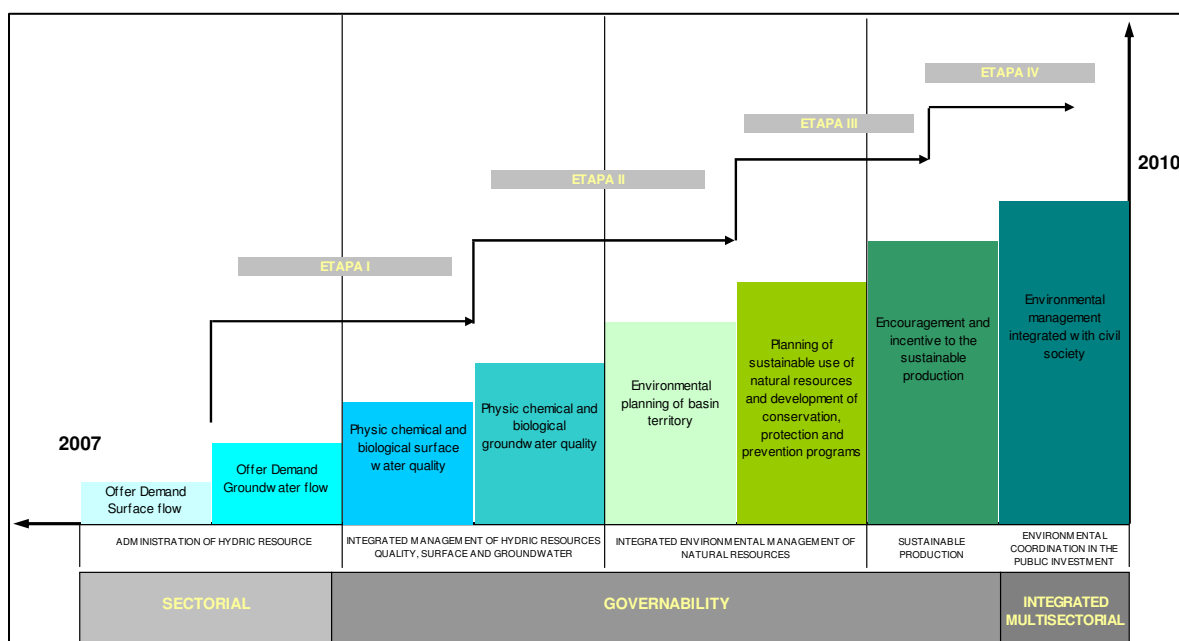 ETAPA IV
ETAPA III
2010
ETAPA II
ETAPA I
2007
Offer Demand
Surface flow
Offer Demand
Groundwater flow
Physic chemical and
biological surface
water quality
Physic chemical and
biological
groundwater quality
Environmental
planning of basin
territory
Planning of
sustainable use of
natural resources
and development of
conservation,
protection and
prevention programs
Encouragement and
incentive to the
sustainable
production
Environmental
management
integrated with civil
society
ADMINISTRATION OF HYDRIC RESOURCE
INTEGRATED MANAGEMENT OF HYDRIC RESOURCES
QUALITY, SURFACE AND GROUNDWATER
INTEGRATED ENVIRONMENTAL MANAGEMENT OF
NATURAL RESOURCES
SUSTAINABLE
PRODUCTION
ENVIRONMENTAL
COORDINATION IN THE
PUBLIC INVESTMENT
SECTORIAL
GOVERNABILITY
INTEGRATED
MULTISECTORIAL